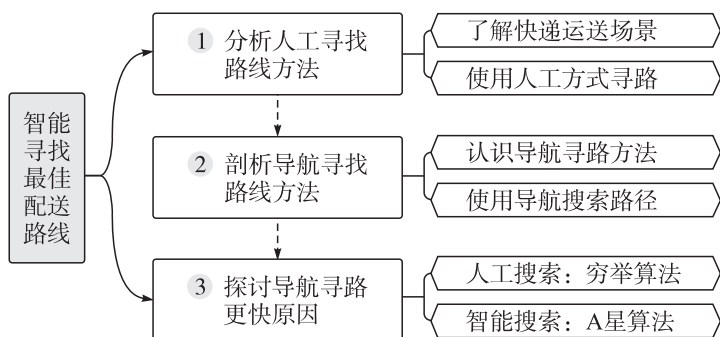 智能
寻找
最佳
配送
路线
1 分析人工寻找
路线方法
了解快递运送场景
使用人工方式寻路
2 剖析导航寻找
路线方法
认识导航寻路方法
使用导航搜索路径
3 探讨导航寻路
更快原因
人工搜索：穷举算法
智能搜索：A星算法